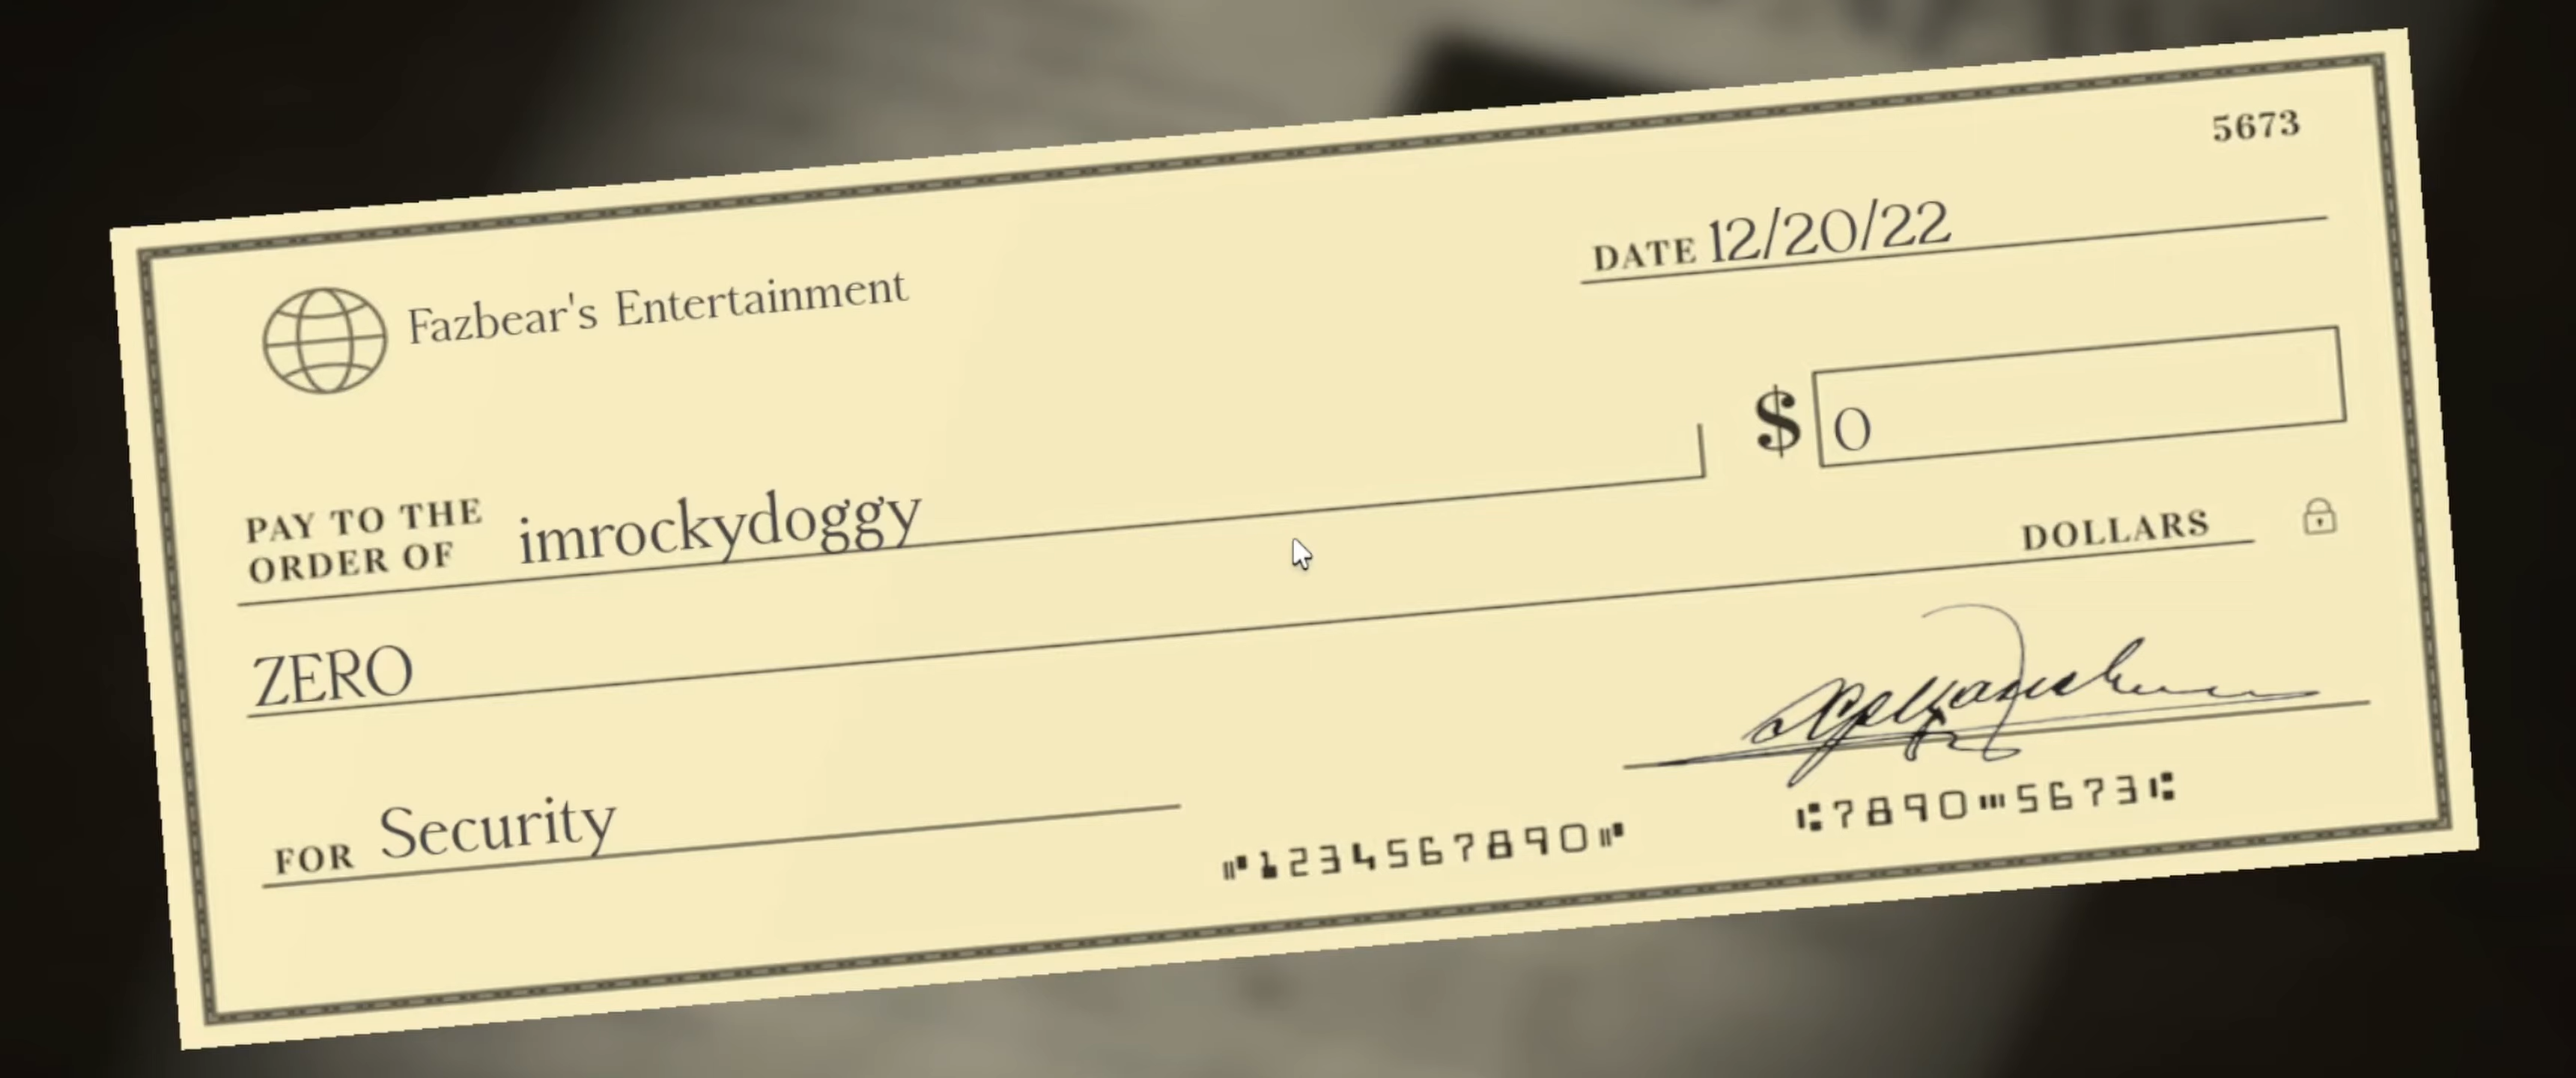 5673
DATE 12/20/22
Fazbear's Entertainment
$ 0
PAY TO THE
ORDER OF imrockydoggy
DOLLARS
ZERO
FOR Security
⑈1234567890⑈ ⑆7890⑉5673⑆